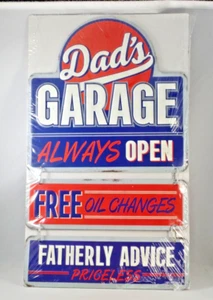 Dad's
GARAGE
ALWAYS OPEN
FREE OIL CHANGES
FATHERLY ADVICE
PRICELESS